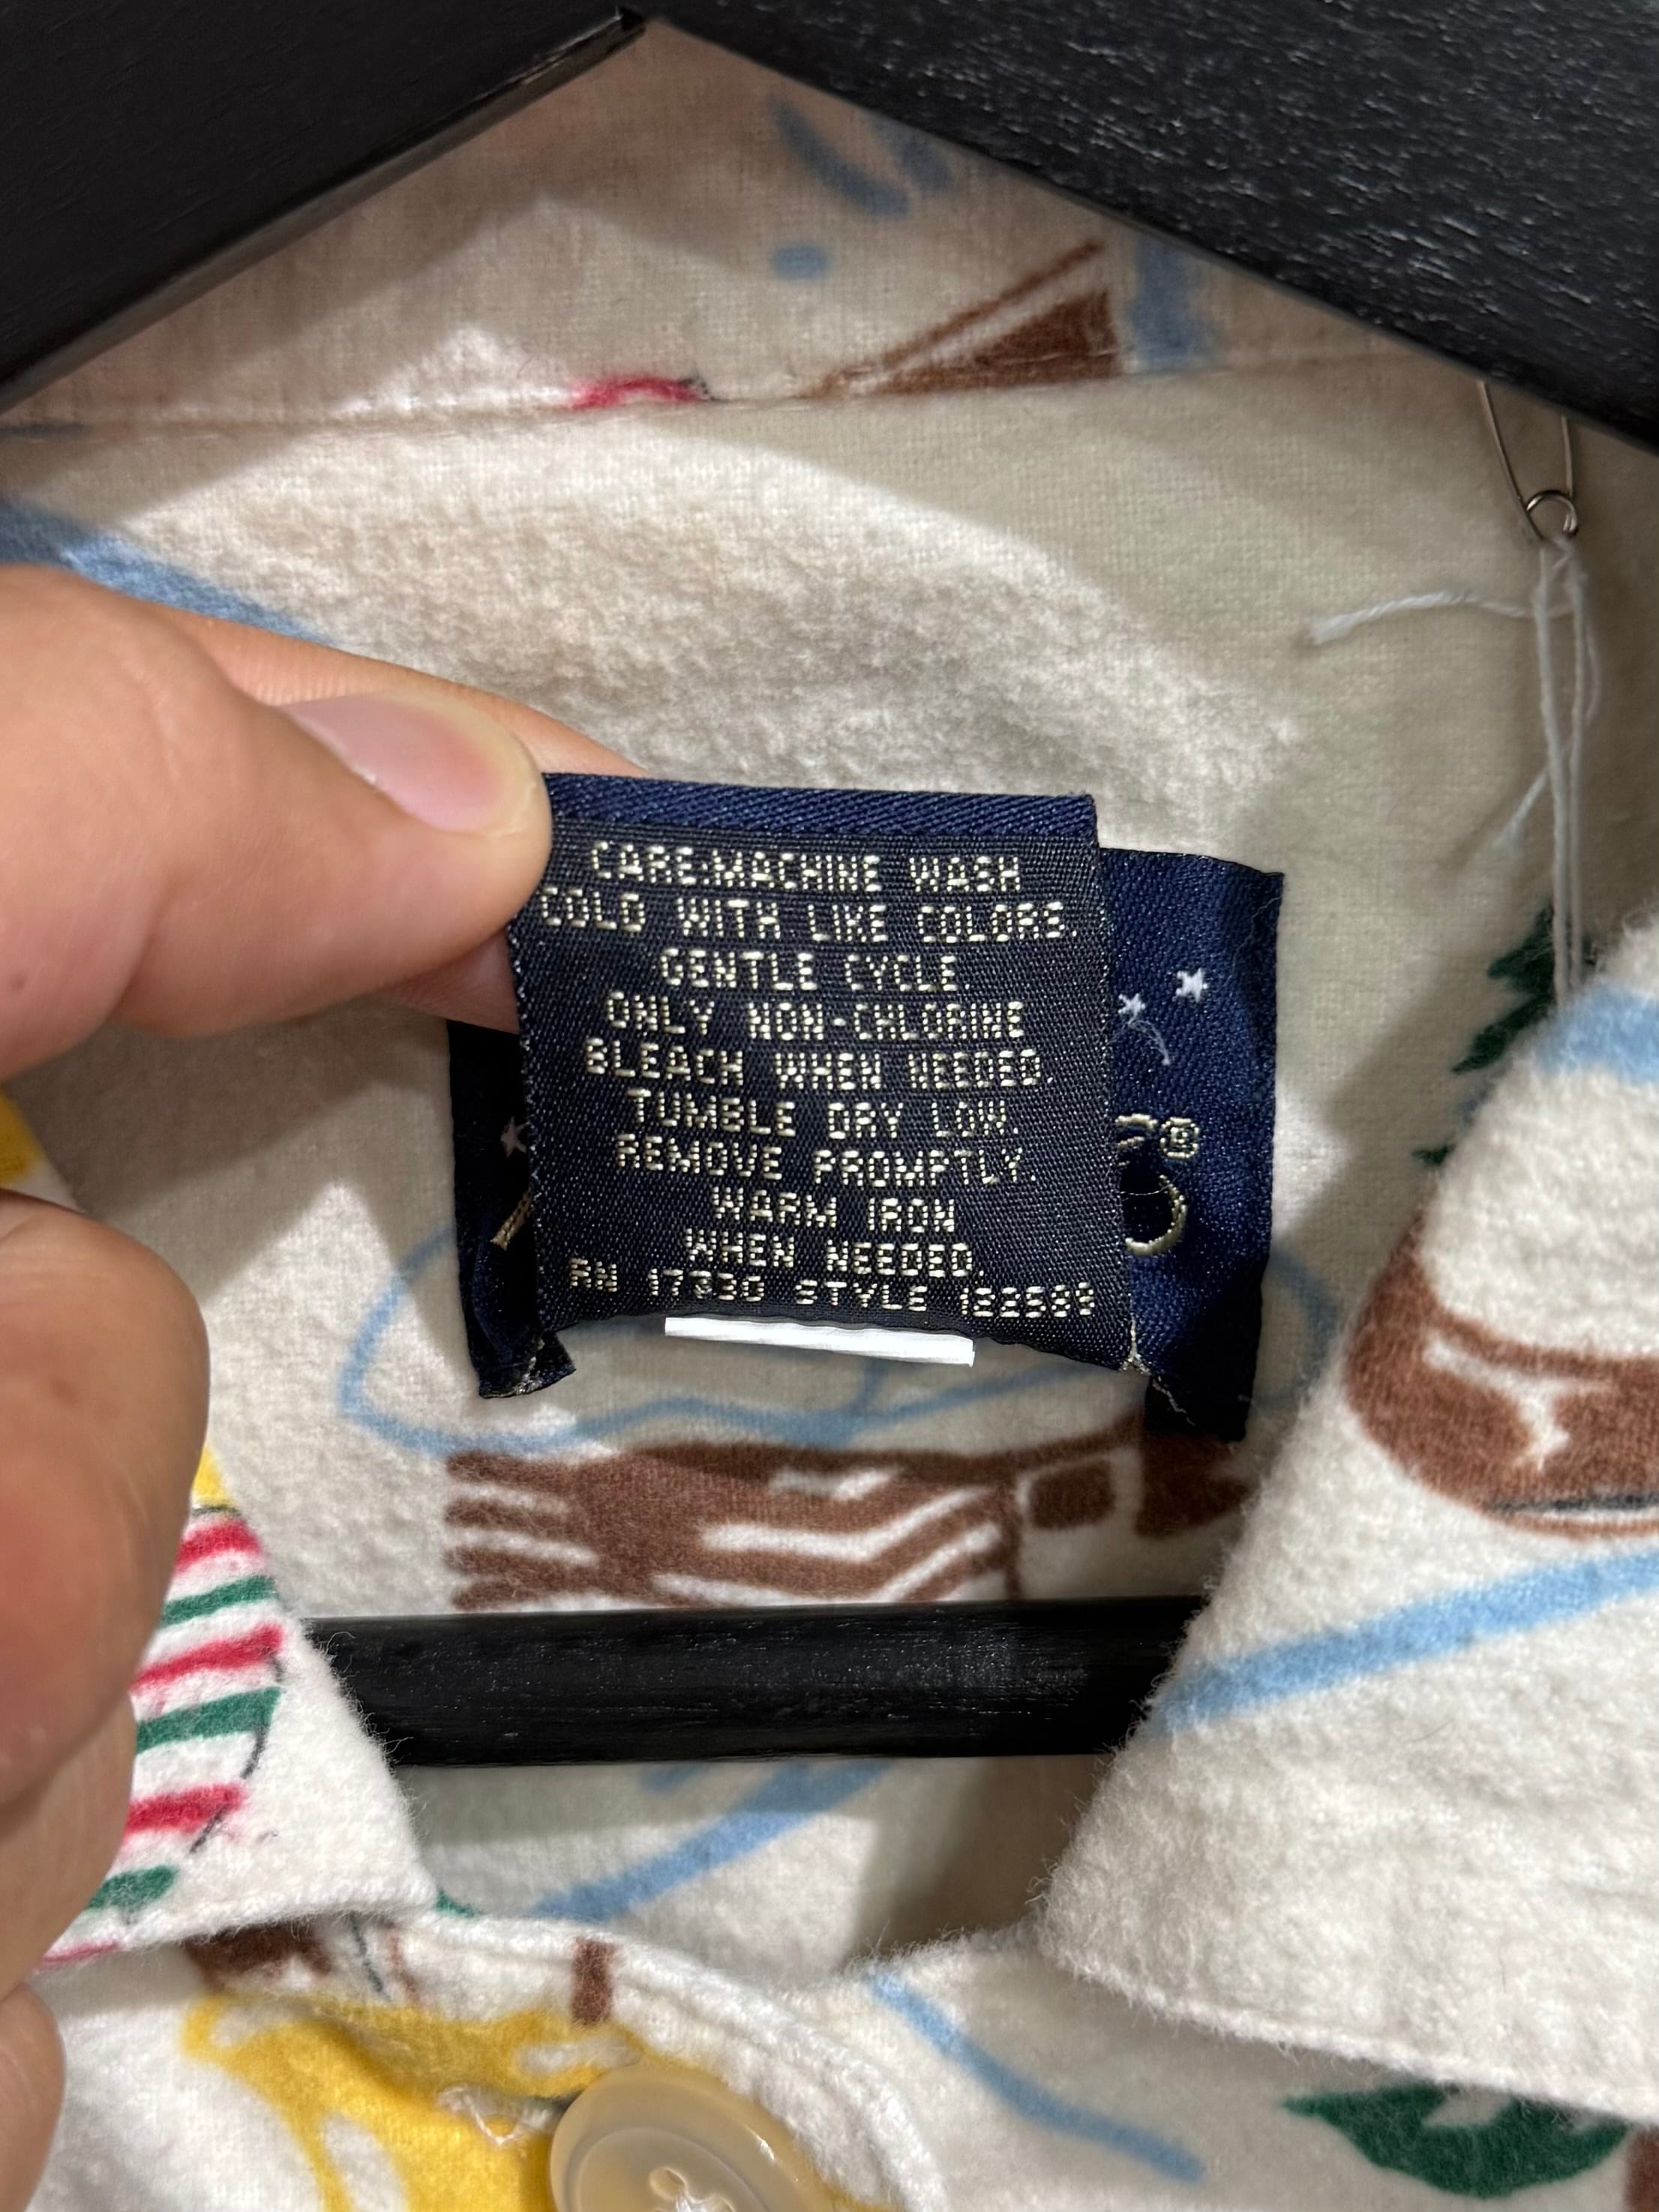 CARE:MACHINE WASH
COLD WITH LIKE COLORS.
GENTLE CYCLE.
ONLY NON-CHLORINE
BLEACH WHEN NEEDED.
TUMBLE DRY LOW.
REMOVE PROMPTLY.
WARM IRON
WHEN NEEDED.
RN 17330 STYLE
®